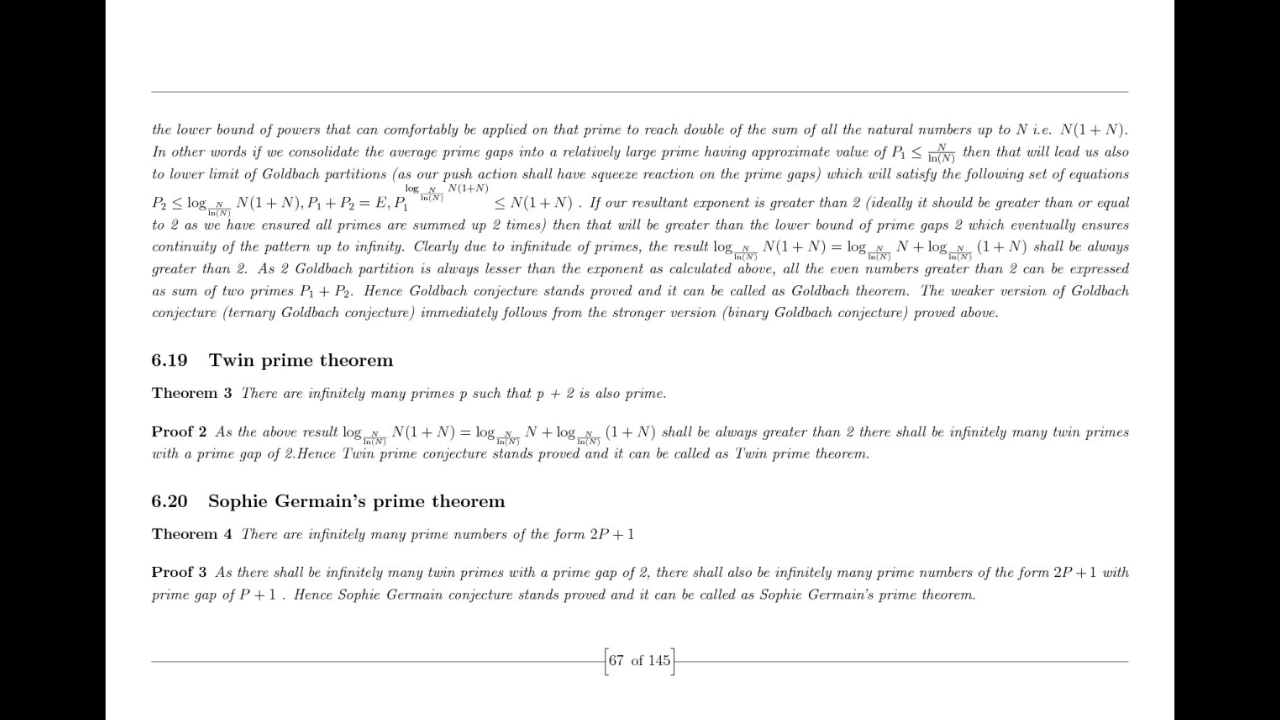 the lower bound of powers that can comfortably be applied on that prime to reach double of the sum of all the natural numbers up to N i.e. N(1 + N).
In other words if we consolidate the average prime gaps into a relatively large prime having approximate value of P₁ ≤ N/ln(N) then that will lead us also
to lower limit of Goldbach partitions (as our push action shall have squeeze reaction on the prime gaps) which will satisfy the following set of equations
P₂ ≤ log_{N/ln(N)} N(1 + N), P₁ + P₂ = E, P₁^{log_{N/ln(N)} N(1+N)} ≤ N(1 + N) . If our resultant exponent is greater than 2 (ideally it should be greater than or equal
to 2 as we have ensured all primes are summed up 2 times) then that will be greater than the lower bound of prime gaps 2 which eventually ensures
continuity of the pattern up to infinity. Clearly due to infinitude of primes, the result log_{N/ln(N)} N(1 + N) = log_{N/ln(N)} N + log_{N/ln(N)} (1 + N) shall be always
greater than 2. As 2 Goldbach partition is always lesser than the exponent as calculated above, all the even numbers greater than 2 can be expressed
as sum of two primes P₁ + P₂. Hence Goldbach conjecture stands proved and it can be called as Goldbach theorem. The weaker version of Goldbach
conjecture (ternary Goldbach conjecture) immediately follows from the stronger version (binary Goldbach conjecture) proved above.
6.19 Twin prime theorem
Theorem 3 There are infinitely many primes p such that p + 2 is also prime.
Proof 2 As the above result log_{N/ln(N)} N(1 + N) = log_{N/ln(N)} N + log_{N/ln(N)} (1 + N) shall be always greater than 2 there shall be infinitely many twin primes
with a prime gap of 2.Hence Twin prime conjecture stands proved and it can be called as Twin prime theorem.
6.20 Sophie Germain's prime theorem
Theorem 4 There are infinitely many prime numbers of the form 2P + 1
Proof 3 As there shall be infinitely many twin primes with a prime gap of 2, there shall also be infinitely many prime numbers of the form 2P + 1 with
prime gap of P + 1 . Hence Sophie Germain conjecture stands proved and it can be called as Sophie Germain's prime theorem.
[67 of 145]